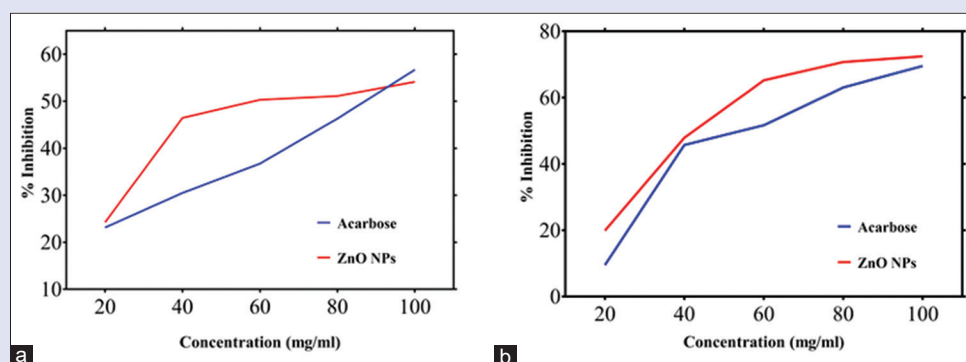 60
50
40
30
20
10
% Inhibition
Acarbose
ZnO NPs
20 40 60 80 100
Concentration (mg/ml)
a
80
60
40
20
0
% Inhibition
Acarbose
ZnO NPs
20 40 60 80 100
Concentration (mg/ml)
b